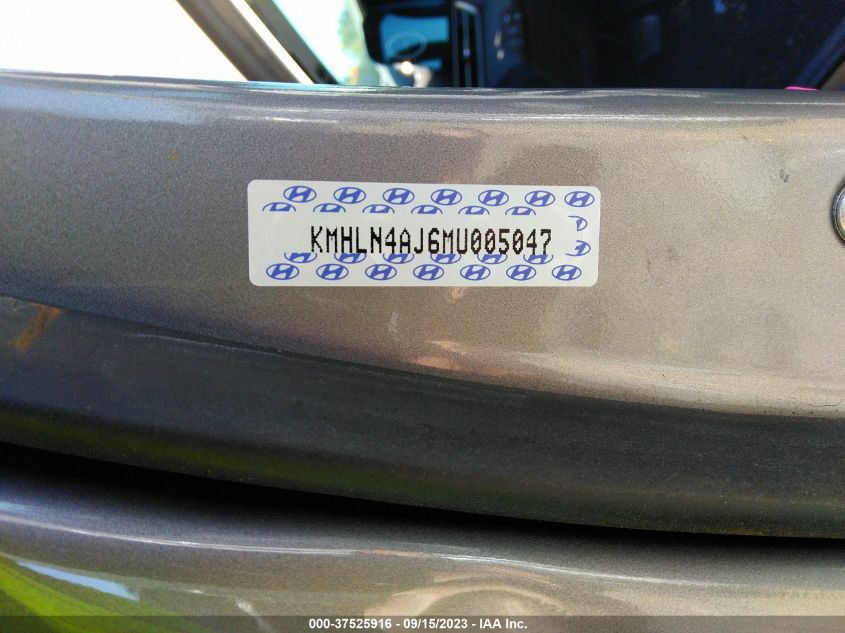 KMHLN4AJ6MU005047
000-37525916 - 09/15/2023 - IAA Inc.